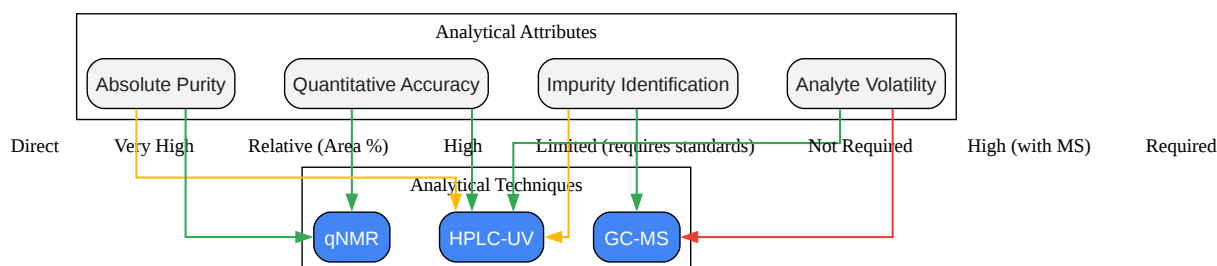 Analytical Attributes
Absolute Purity
Quantitative Accuracy
Impurity Identification
Analyte Volatility
Direct
Very High
Relative (Area %)
High
Limited (requires standards)
Not Required
High (with MS)
Required
Analytical Techniques
qNMR
HPLC-UV
GC-MS